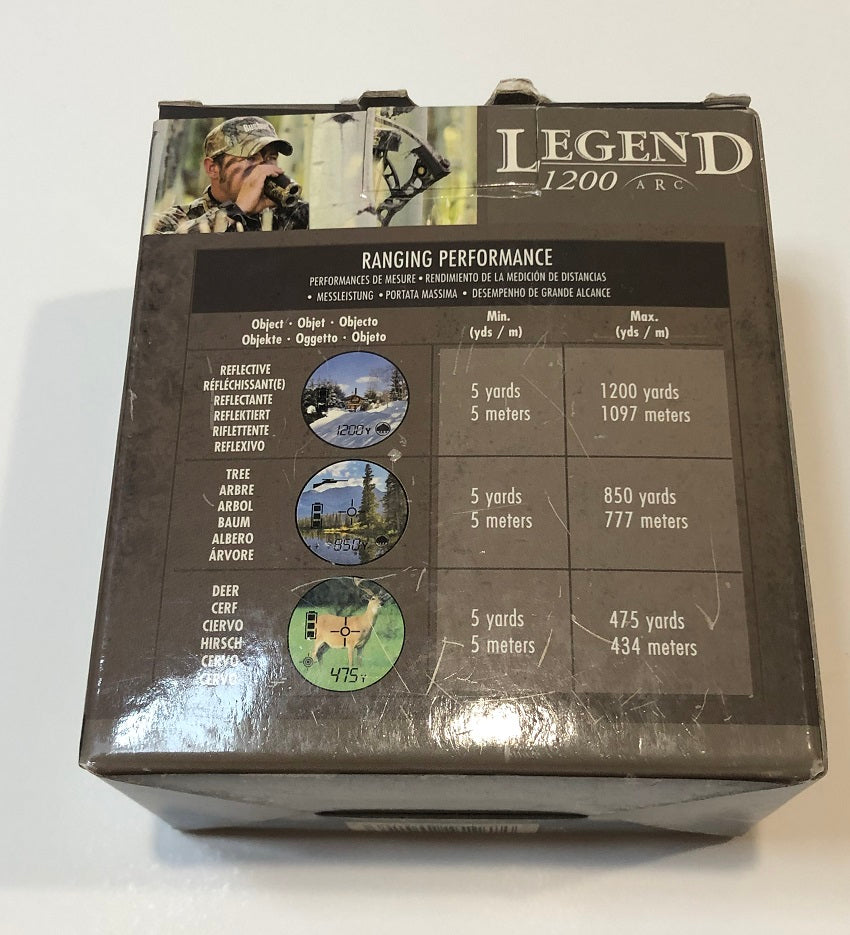 Bushnell
LEGEND
1200 ARC
RANGING PERFORMANCE
PERFORMANCES DE MESURE • RENDIMIENTO DE LA MEDICIÓN DE DISTANCIAS
• MESSLEISTUNG • PORTATA MASSIMA • DESEMPENHO DE GRANDE ALCANCE
Object · Objet · Objecto
Objekte · Oggetto · Objeto
Min.
(yds / m)
Max.
(yds / m)
REFLECTIVE
RÉFLÉCHISSANT(E)
REFLECTANTE
REFLEKTIERT
RIFLETTENTE
REFLEXIVO
1200 Y
5 yards
5 meters
1200 yards
1097 meters
TREE
ARBRE
ARBOL
BAUM
ALBERO
ÁRVORE
850 Y
5 yards
5 meters
850 yards
777 meters
DEER
CERF
CIERVO
HIRSCH
CERVO
CERVO
475 Y
5 yards
5 meters
475 yards
434 meters